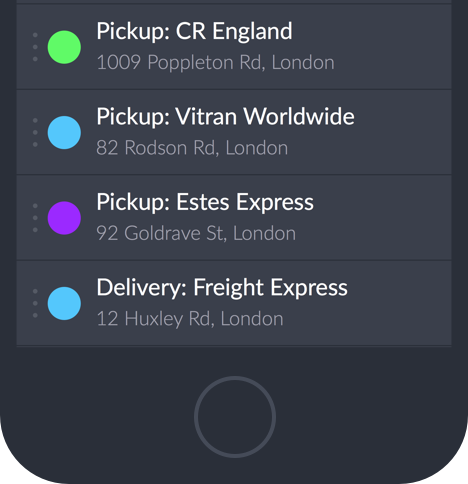 Pickup: CR England
1009 Poppleton Rd, London
Pickup: Vitran Worldwide
82 Rodson Rd, London
Pickup: Estes Express
92 Goldrave St, London
Delivery: Freight Express
12 Huxley Rd, London